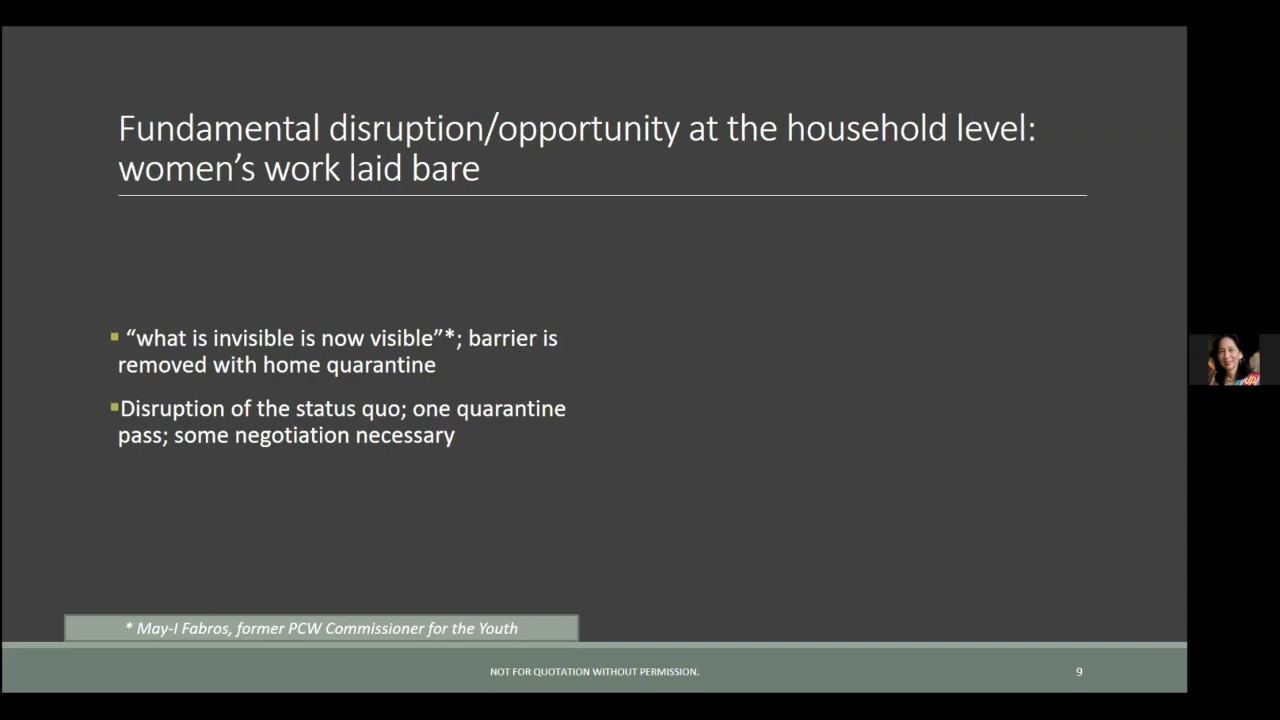 Fundamental disruption/opportunity at the household level:
women’s work laid bare
“what is invisible is now visible”*; barrier is
removed with home quarantine
Disruption of the status quo; one quarantine
pass; some negotiation necessary
* May-I Fabros, former PCW Commissioner for the Youth
NOT FOR QUOTATION WITHOUT PERMISSION.
9